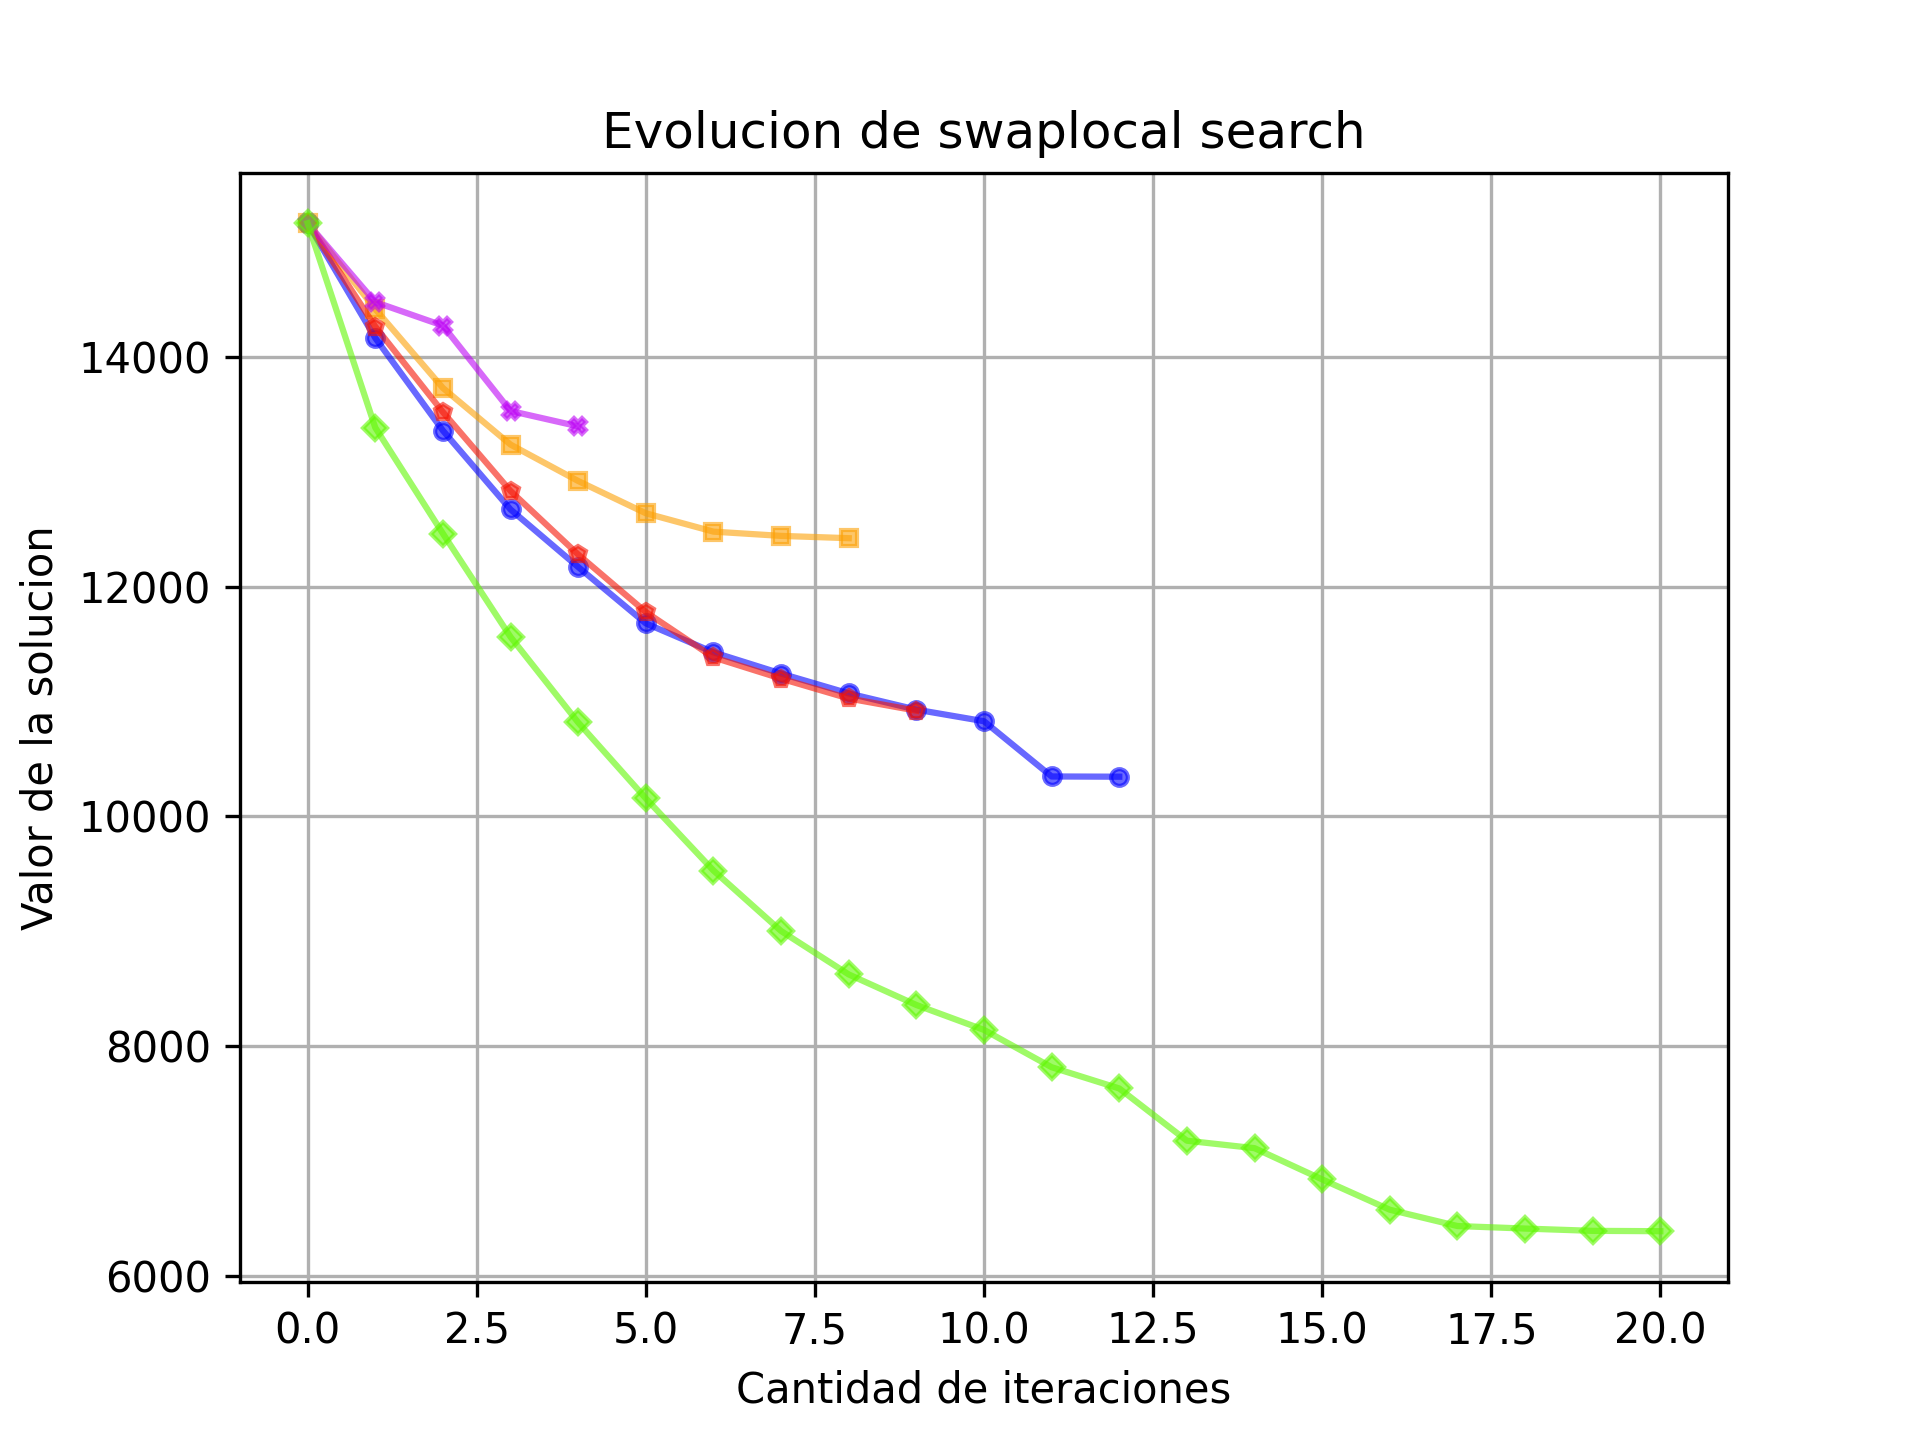 Evolucion de swaplocal search
Valor de la solucion
14000
12000
10000
8000
6000
0.0 2.5 5.0 7.5 10.0 12.5 15.0 17.5 20.0
Cantidad de iteraciones